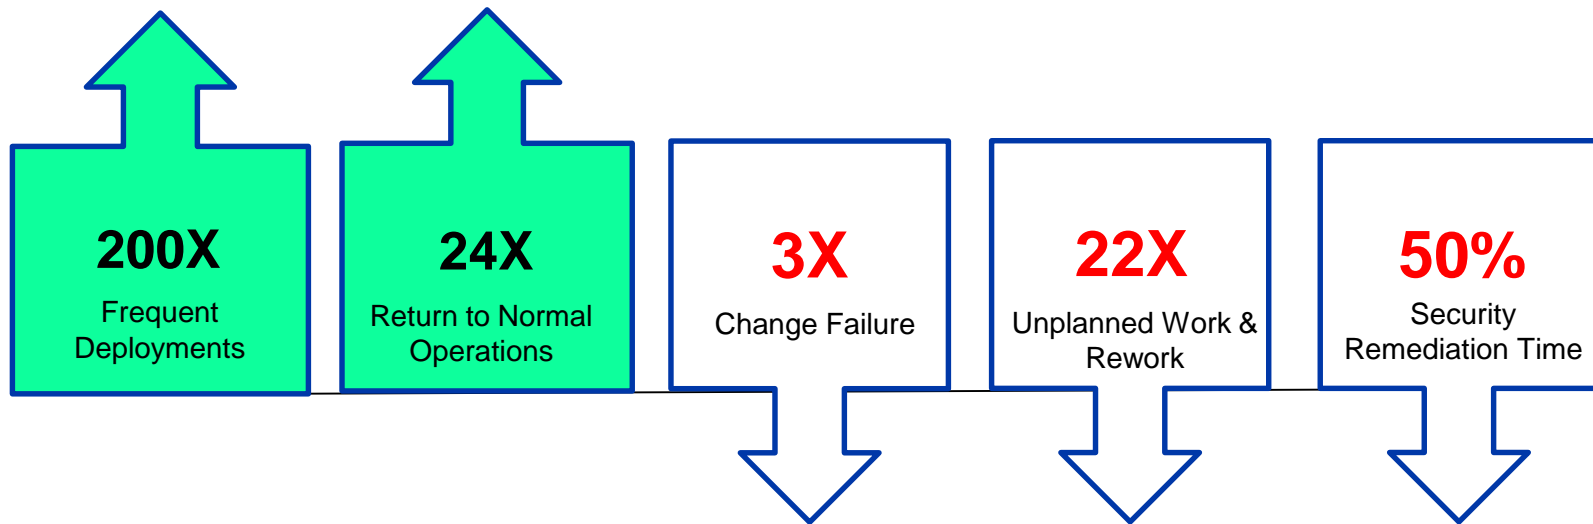 200X
Frequent
Deployments
24X
Return to Normal
Operations
3X
Change Failure
22X
Unplanned Work &
Rework
50%
Security
Remediation Time